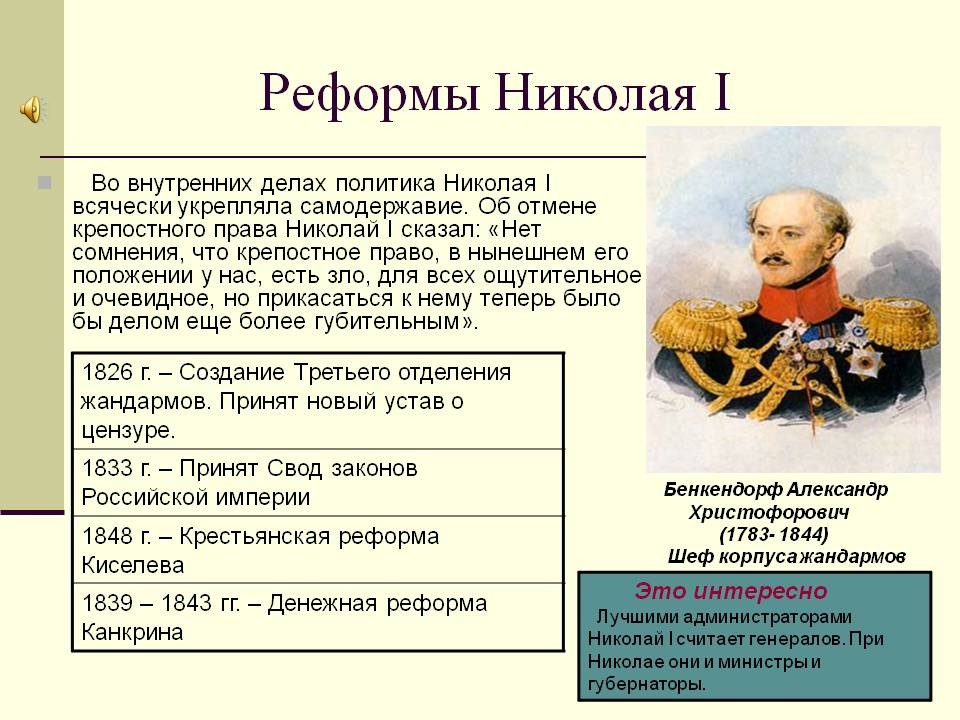 Реформы Николая I
Во внутренних делах политика Николая I
всячески укрепляла самодержавие. Об отмене
крепостного права Николай I сказал: «Нет
сомнения, что крепостное право, в нынешнем его
положении у нас, есть зло, для всех ощутительное
и очевидное, но прикасаться к нему теперь было
бы делом еще более губительным».
1826 г. – Создание Третьего отделения
жандармов. Принят новый устав о
цензуре.
1833 г. – Принят Свод законов
Российской империи
1848 г. – Крестьянская реформа
Киселева
1839 – 1843 гг. – Денежная реформа
Канкрина
Бенкендорф Александр
Христофорович
(1783- 1844)
Шеф корпуса жандармов
Это интересно
Лучшими администраторами
Николай I считает генералов. При
Николае они и министры и
губернаторы.